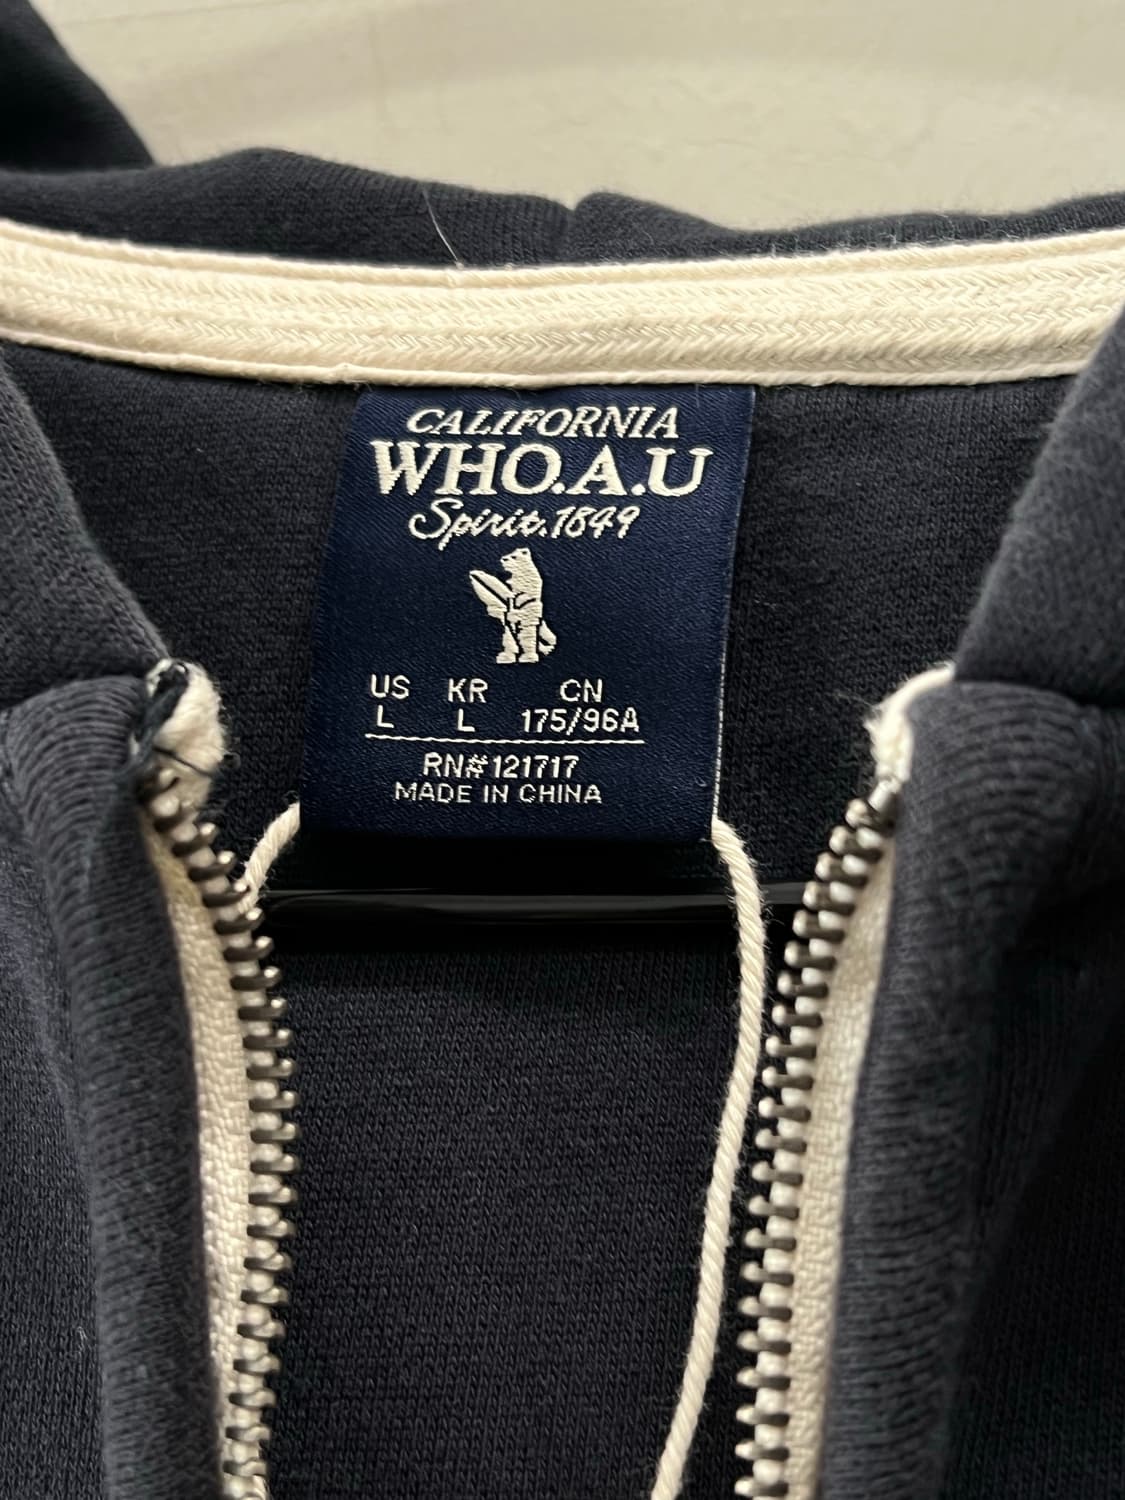 CALIFORNIA
WHO.A.U
Spirit.1849
US KR CN
L L 175/96A
RN#121717
MADE IN CHINA